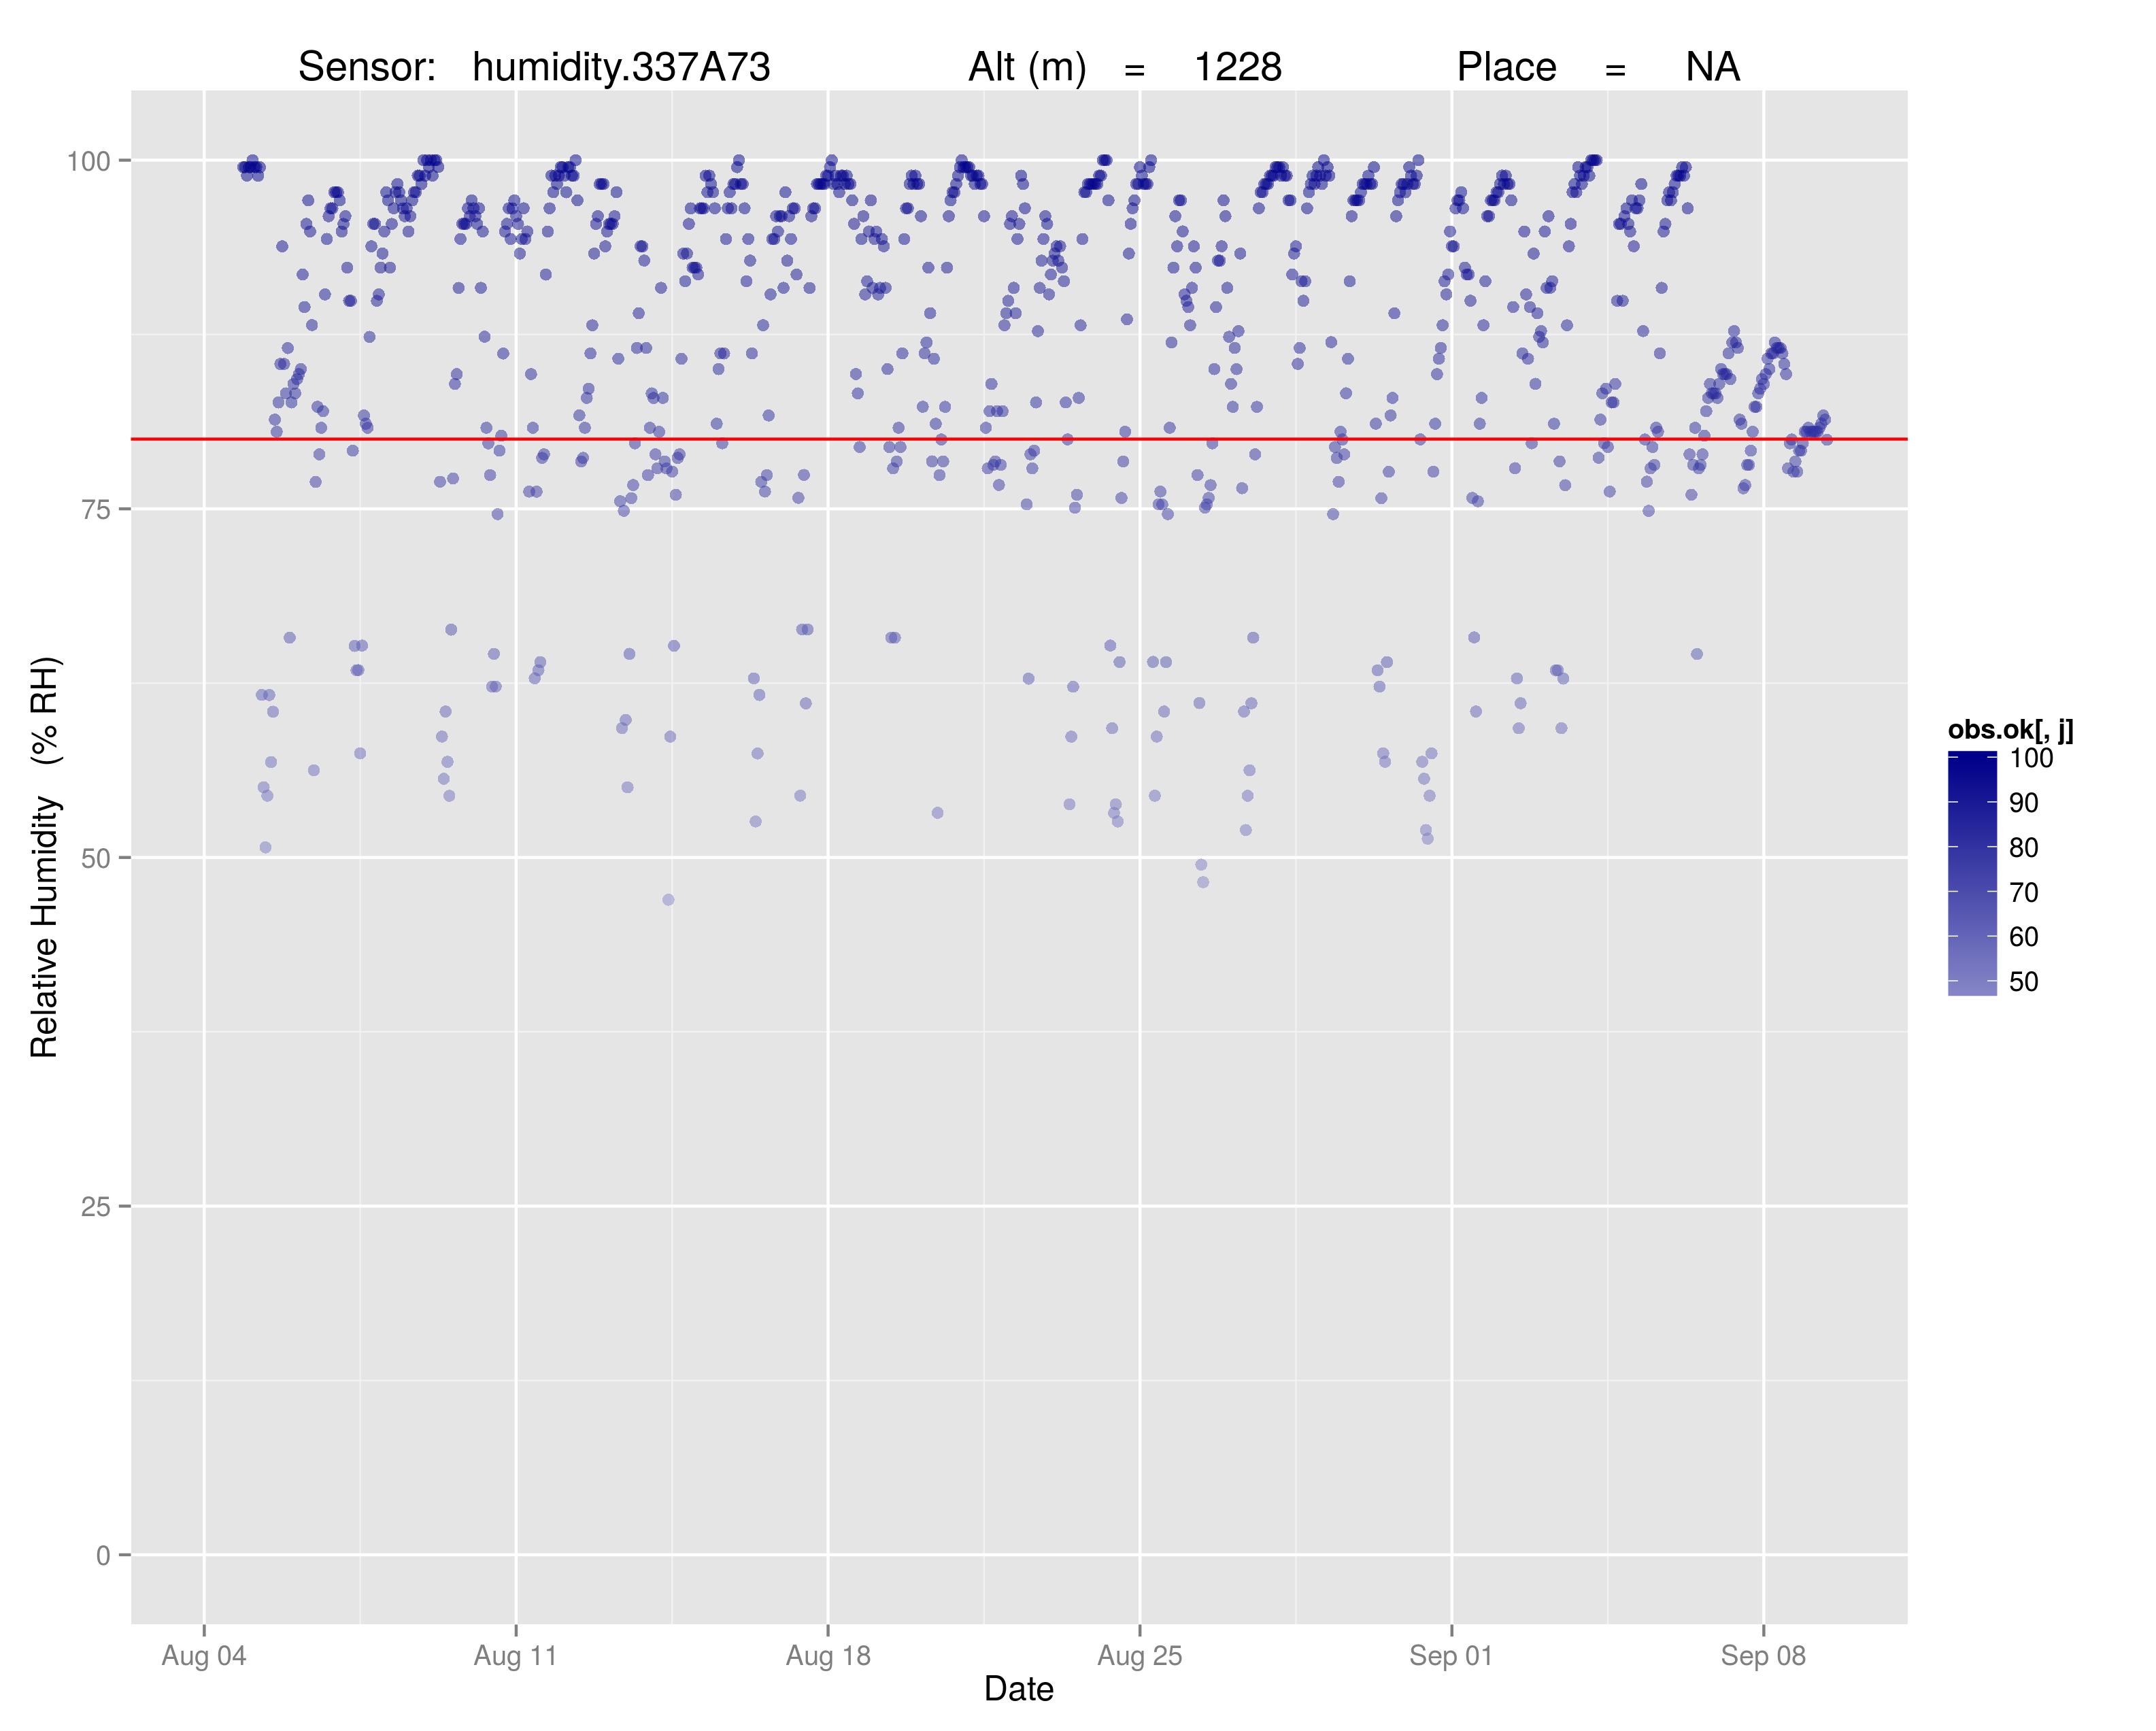 Sensor: humidity.337A73 Alt (m) = 1228 Place = NA
Relative Humidity (% RH)
100
75
50
25
0
Aug 04 Aug 11 Aug 18 Aug 25 Sep 01 Sep 08
Date
obs.ok[, j]
100
90
80
70
60
50